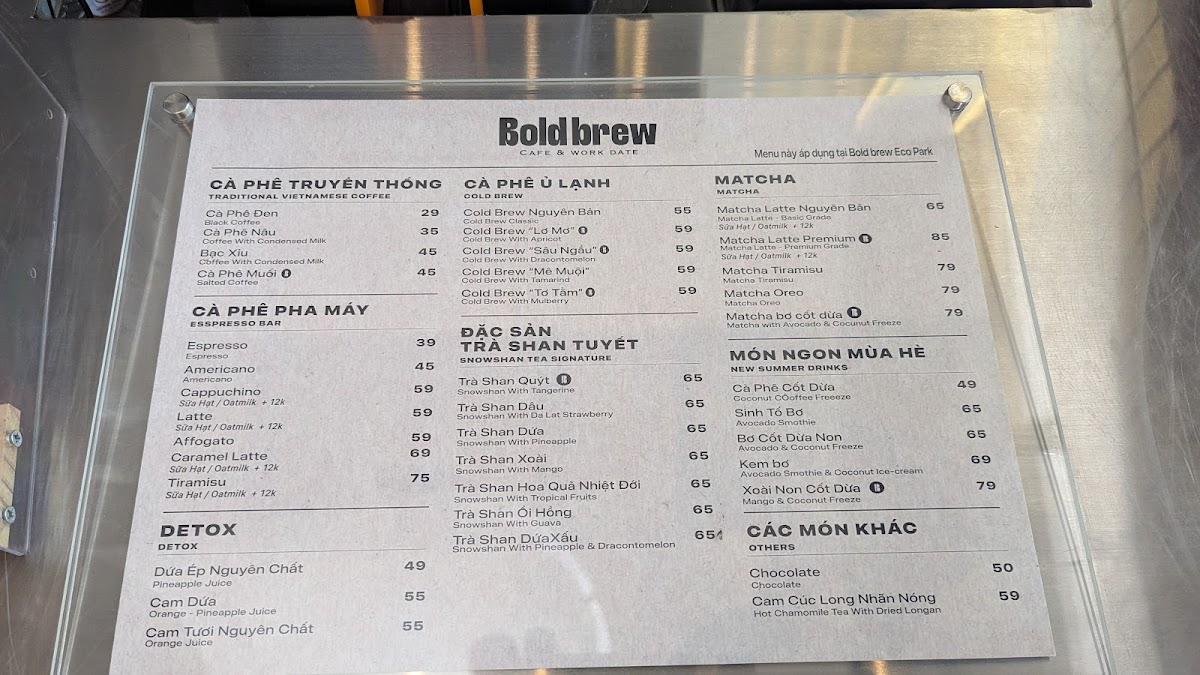 Bold brew
CAFE & WORK DATE
Menu này áp dụng tại Bold brew Eco Park
CÀ PHÊ TRUYỀN THỐNG
TRADITIONAL VIETNAMESE COFFEE
Cà Phê Đen 29
Black Coffee
Cà Phê Nâu 35
Coffee With Condensed Milk
Bạc Xỉu 45
Coffee With Condensed Milk
Cà Phê Muối 45
Salted Coffee
CÀ PHÊ PHA MÁY
ESSPRESSO BAR
Espresso 39
Espresso
Americano 45
Americano
Cappuchino 59
Sữa Hạt / Oatmilk + 12k
Latte 59
Sữa Hạt / Oatmilk + 12k
Affogato 59
Caramel Latte 69
Sữa Hạt / Oatmilk + 12k
Tiramisu 75
Sữa Hạt / Oatmilk + 12k
DETOX
DETOX
Dứa Ép Nguyên Chất 49
Pineapple Juice
Cam Dứa 55
Orange - Pineapple Juice
Cam Tươi Nguyên Chất 55
Orange Juice
CÀ PHÊ Ủ LẠNH
COLD BREW
Cold Brew Nguyên Bản 55
Cold Brew Classic
Cold Brew "Lơ Mơ" 59
Cold Brew With Apricot
Cold Brew "Sâu Ngầu" 59
Cold Brew With Dracontomelon
Cold Brew "Mê Muội" 59
Cold Brew With Tamarind
Cold Brew "Tơ Tằm" 59
Cold Brew With Mulberry
ĐẶC SẢN
TRÀ SHAN TUYẾT
SNOWSHAN TEA SIGNATURE
Trà Shan Quýt 65
Snowshan With Tangerine
Trà Shan Dâu 65
Snowshan With Da Lat Strawberry
Trà Shan Dứa 65
Snowshan With Pineapple
Trà Shan Xoài 65
Snowshan With Mango
Trà Shan Hoa Quả Nhiệt Đới 65
Snowshan With Tropical Fruits
Trà Shan Ổi Hồng 65
Snowshan With Guava
Trà Shan DứaXấu 65
Snowshan With Pineapple & Dracontomelon
MATCHA
MATCHA
Matcha Latte Nguyên Bản 65
Matcha Latte - Basic Grade
Sữa Hạt / Oatmilk + 12k
Matcha Latte Premium 85
Matcha Latte - Premium Grade
Sữa Hạt / Oatmilk + 12k
Matcha Tiramisu 79
Matcha Tiramisu
Matcha Oreo 79
Matcha Oreo
Matcha bơ cốt dừa 79
Matcha with Avocado & Coconut Freeze
MÓN NGON MÙA HÈ
NEW SUMMER DRINKS
Cà Phê Cốt Dừa 49
Coconut COoffee Freeeze
Sinh Tố Bơ 65
Avocado Smothie
Bơ Cốt Dừa Non 65
Avocado & Coconut Freeze
Kem bơ 69
Avocado Smothie & Coconut Ice-cream
Xoài Non Cốt Dừa 79
Mango & Coconut Freeze
CÁC MÓN KHÁC
OTHERS
Chocolate 50
Chocolate
Cam Cúc Long Nhãn Nóng 59
Hot Chamomile Tea With Dried Longan